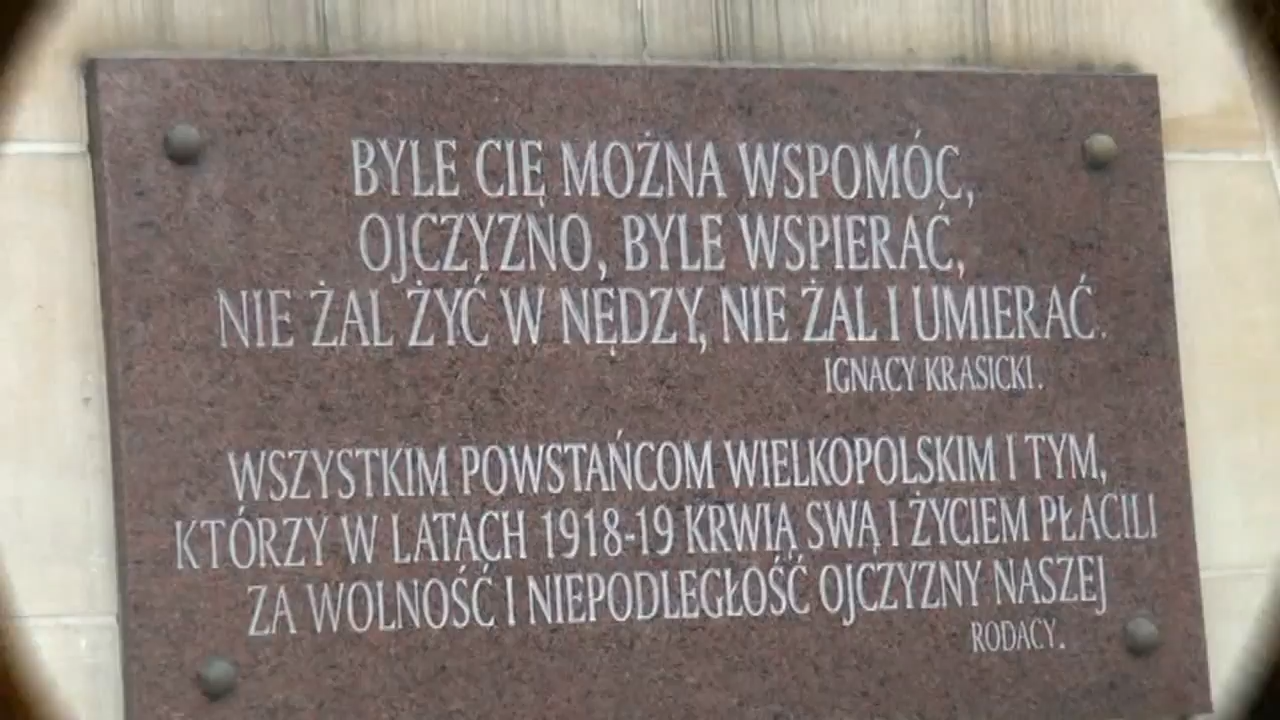 BYLE CIĘ MOŻNA WSPOMÓC,
OJCZYZNO, BYLE WSPIERAĆ,
NIE ŻAL ŻYĆ W NĘDZY, NIE ŻAL I UMIERAĆ.
IGNACY KRASICKI.
WSZYSTKIM POWSTAŃCOM WIELKOPOLSKIM I TYM,
KTÓRZY W LATACH 1918-19 KRWIĄ SWĄ I ŻYCIEM PŁACILI
ZA WOLNOŚĆ I NIEPODLEGŁOŚĆ OJCZYZNY NASZEJ
RODACY.